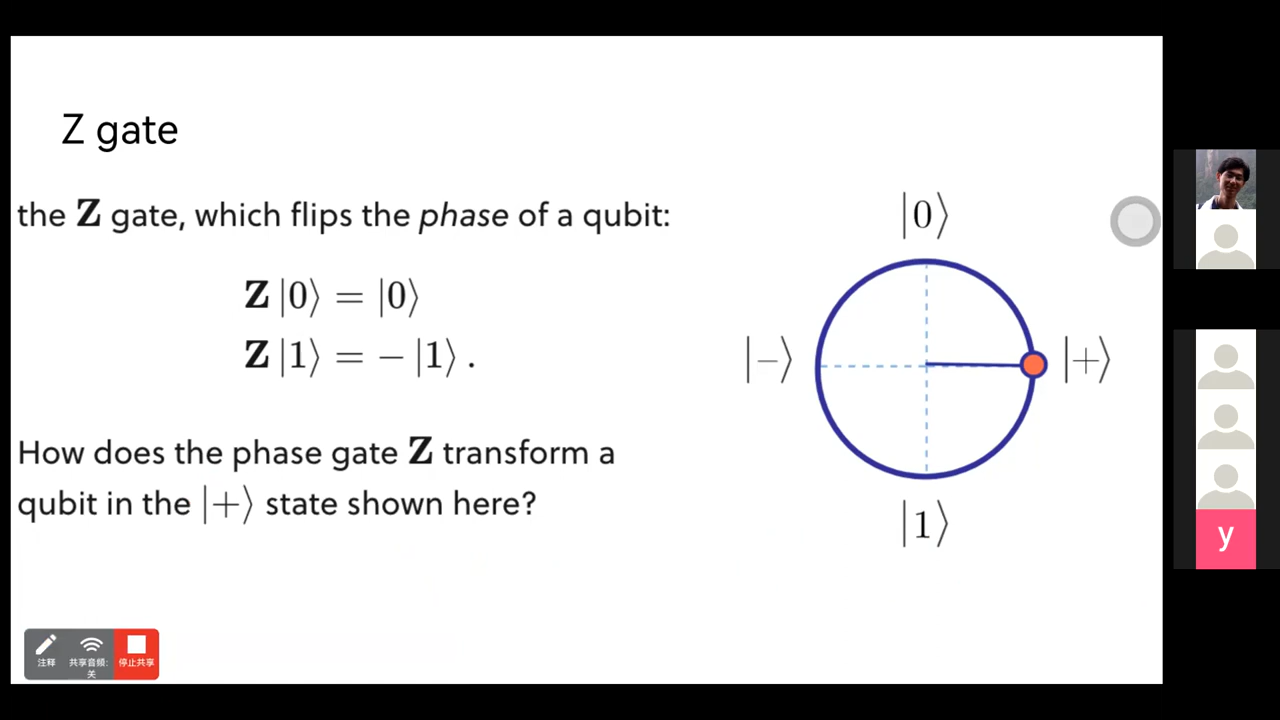 Z gate
the Z gate, which flips the phase of a qubit:
Z |0⟩ = |0⟩
Z |1⟩ = − |1⟩ .
How does the phase gate Z transform a
qubit in the |+⟩ state shown here?
|0⟩
|−⟩
|+⟩
|1⟩
注释
共享音频:
关
停止共享
y